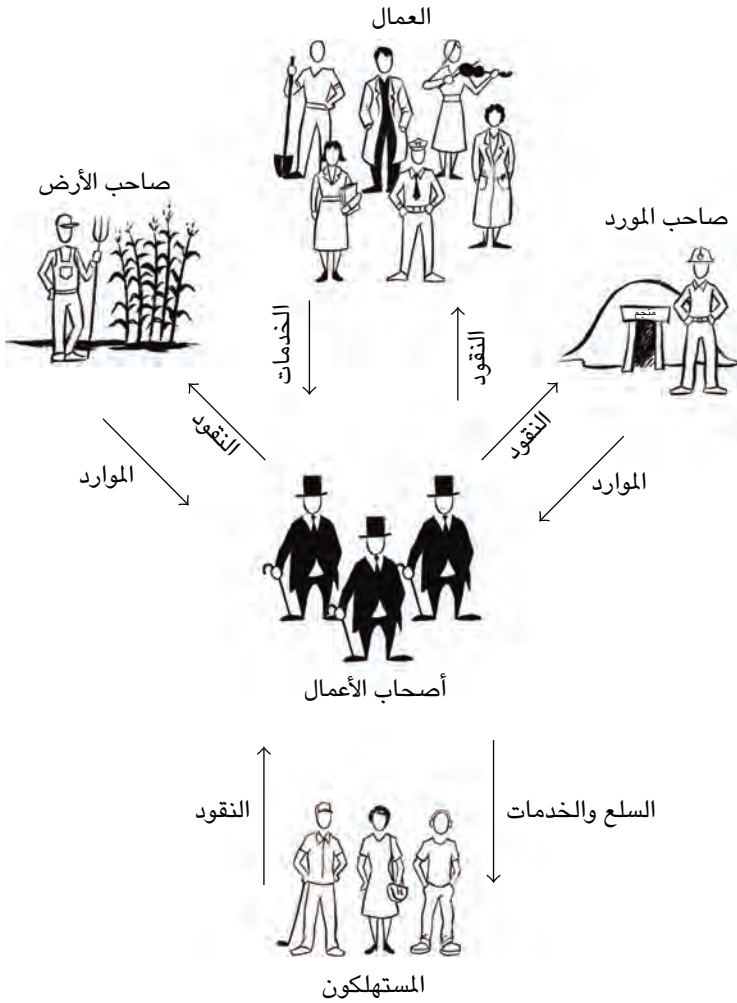 العمال
صاحب الأرض
صاحب المورد
منجم
الخدمات
النقود
النقود
النقود
الموارد
الموارد
أصحاب الأعمال
النقود
السلع والخدمات
المستهلكون